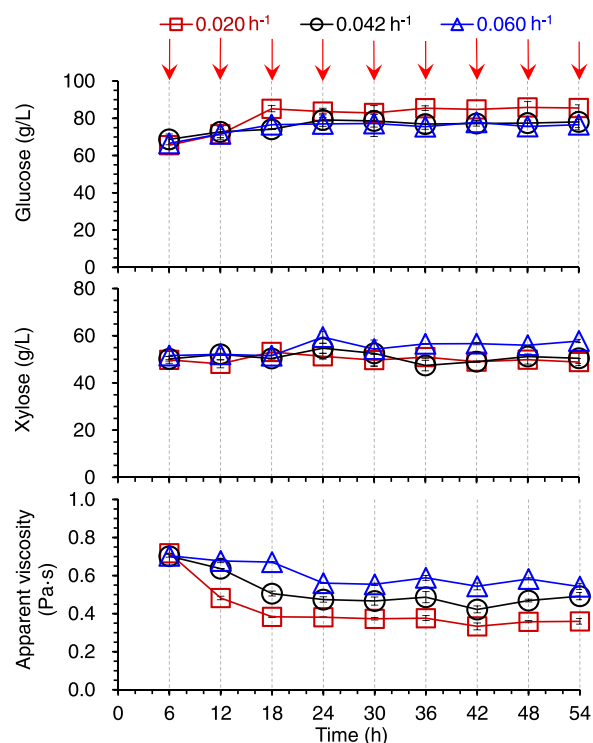 0.020 h⁻¹ 0.042 h⁻¹ 0.060 h⁻¹
100
80
60
40
20
0
Glucose (g/L)
80
60
40
20
0
Xylose (g/L)
1.0
0.8
0.6
0.4
0.2
0.0
Apparent viscosity
(Pa·s)
0 6 12 18 24 30 36 42 48 54
Time (h)